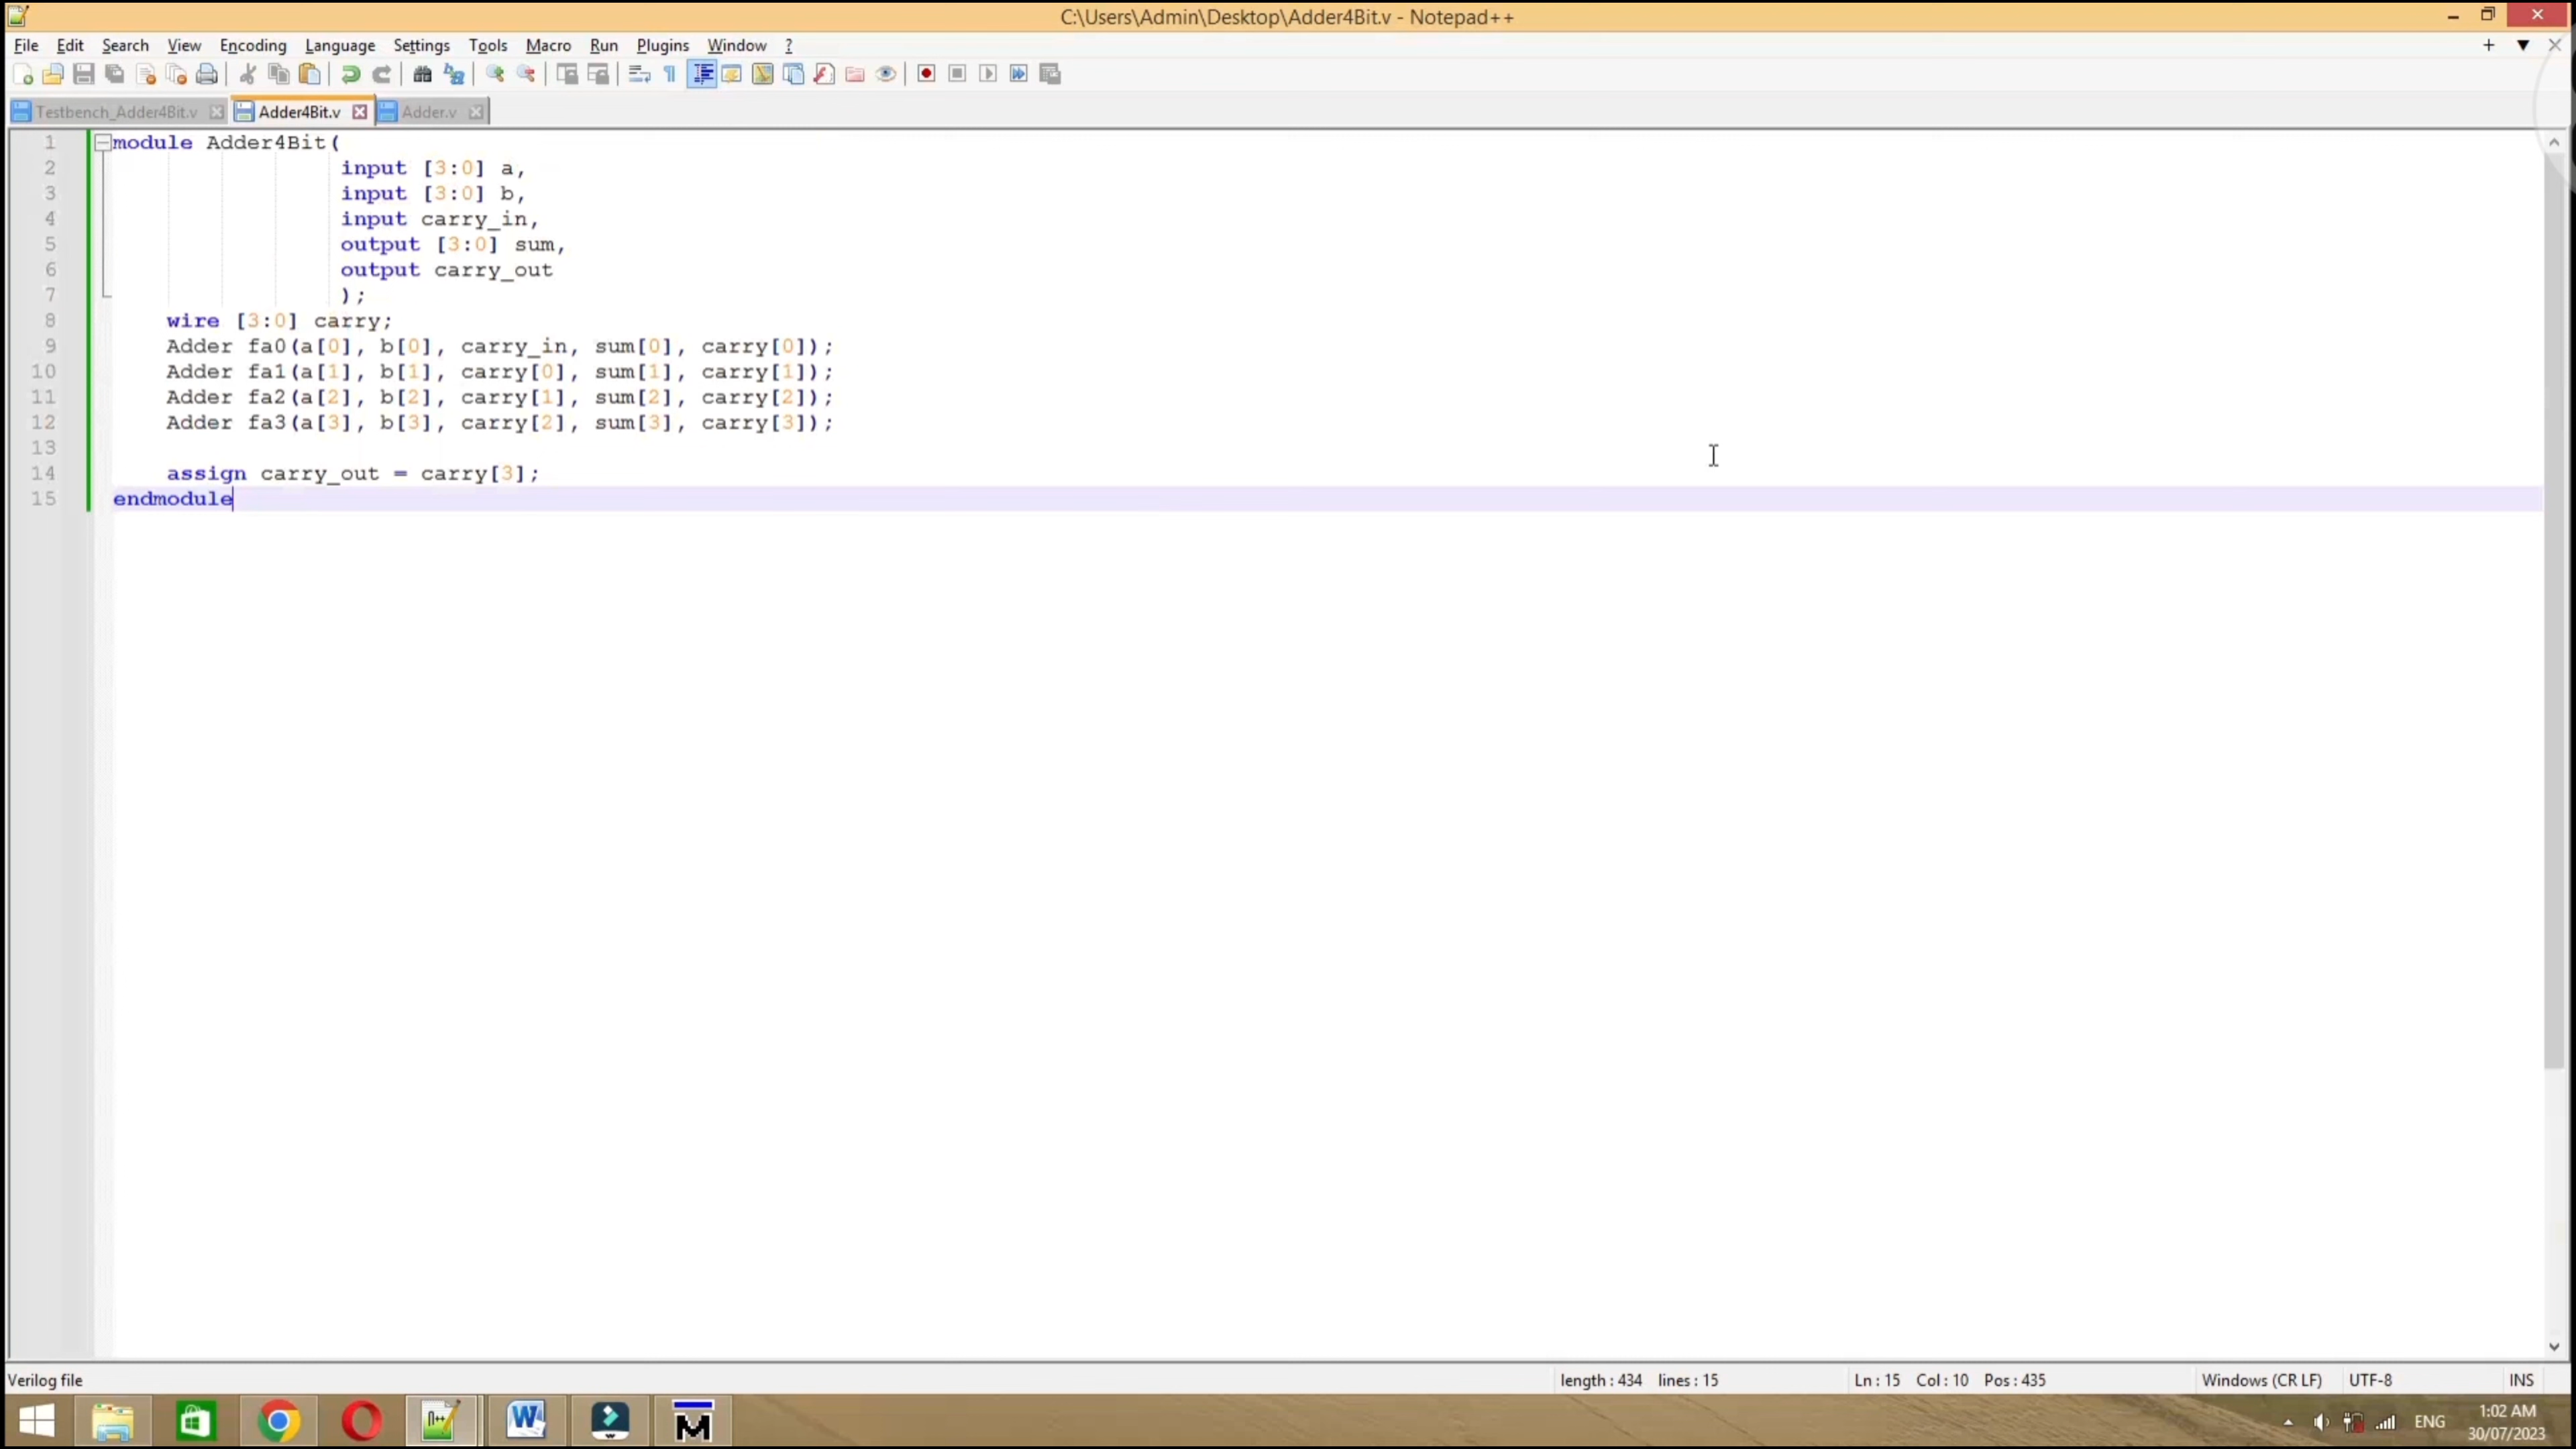 C:\Users\Admin\Desktop\Adder4Bit.v - Notepad++
File Edit Search View Encoding Language Settings Tools Macro Run Plugins Window ?
Testbench_Adder4Bit.v Adder4Bit.v Adder.v
1 module Adder4Bit(
2 input [3:0] a,
3 input [3:0] b,
4 input carry_in,
5 output [3:0] sum,
6 output carry_out
7 );
8 wire [3:0] carry;
9 Adder fa0(a[0], b[0], carry_in, sum[0], carry[0]);
10 Adder fa1(a[1], b[1], carry[0], sum[1], carry[1]);
11 Adder fa2(a[2], b[2], carry[1], sum[2], carry[2]);
12 Adder fa3(a[3], b[3], carry[2], sum[3], carry[3]);
13
14 assign carry_out = carry[3];
15 endmodule
Verilog file length : 434 lines : 15 Ln : 15 Col : 10 Pos : 435 Windows (CR LF) UTF-8 INS
ENG 1:02 AM
30/07/2023